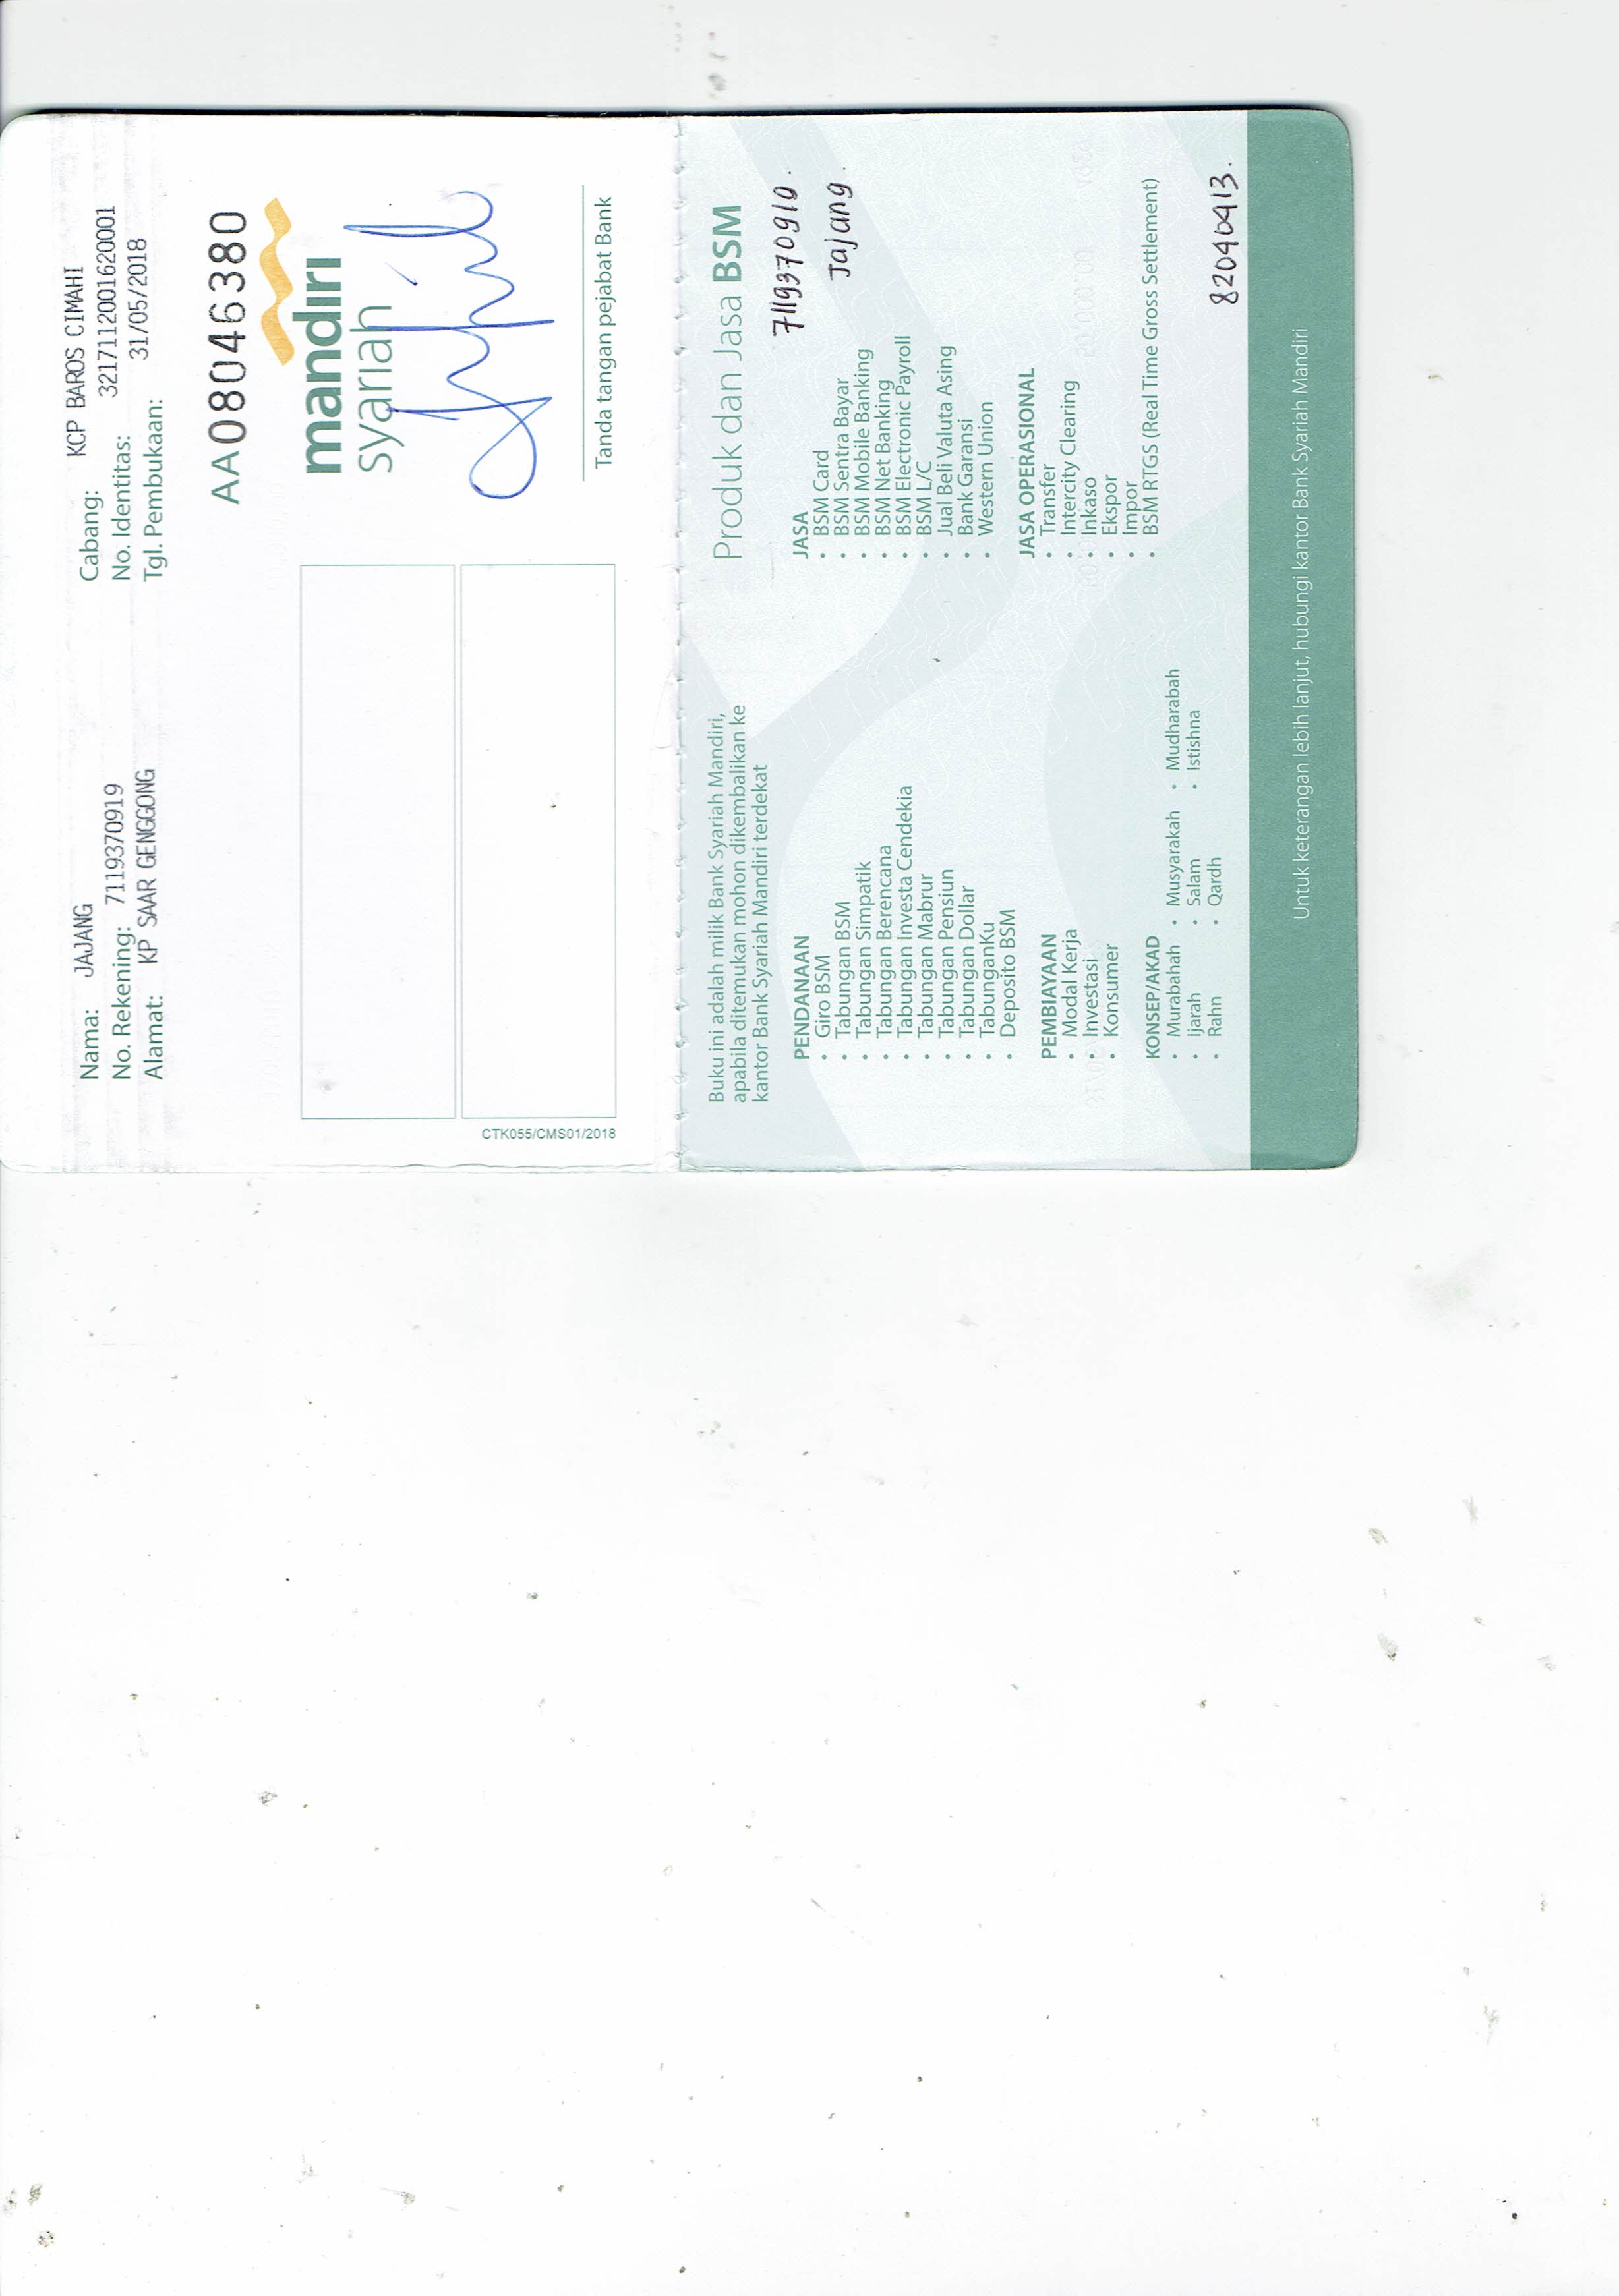 Nama: JAJANG
No. Rekening: 7119370919
Alamat: KP SAAR GENGGONG
Cabang: KCP BAROS CIMAHI
No. Identitas: 3217112001620001
Tgl. Pembukaan: 31/05/2018
AA 08046380
mandiri
syariah
Tanda tangan pejabat Bank
CTK055/CMS01/2018
Buku ini adalah milik Bank Syariah Mandiri,
apabila ditemukan mohon dikembalikan ke
kantor Bank Syariah Mandiri terdekat
PENDANAAN
• Giro BSM
• Tabungan BSM
• Tabungan Simpatik
• Tabungan Berencana
• Tabungan Investa Cendekia
• Tabungan Mabrur
• Tabungan Pensiun
• Tabungan Dollar
• TabunganKu
• Deposito BSM
PEMBIAYAAN
• Modal Kerja
• Investasi
• Konsumer
KONSEP/AKAD
• Murabahah • Musyarakah • Mudharabah
• Ijarah • Salam • Istishna
• Rahn • Qardh
Produk dan Jasa BSM
7119370910.
Jajang.
JASA
• BSM Card
• BSM Sentra Bayar
• BSM Mobile Banking
• BSM Net Banking
• BSM Electronic Payroll
• BSM L/C
• Jual Beli Valuta Asing
• Bank Garansi
• Western Union
JASA OPERASIONAL
• Transfer
• Intercity Clearing
• Inkaso
• Ekspor
• Impor
• BSM RTGS (Real Time Gross Settlement)
82040413.
Untuk keterangan lebih lanjut, hubungi kantor Bank Syariah Mandiri